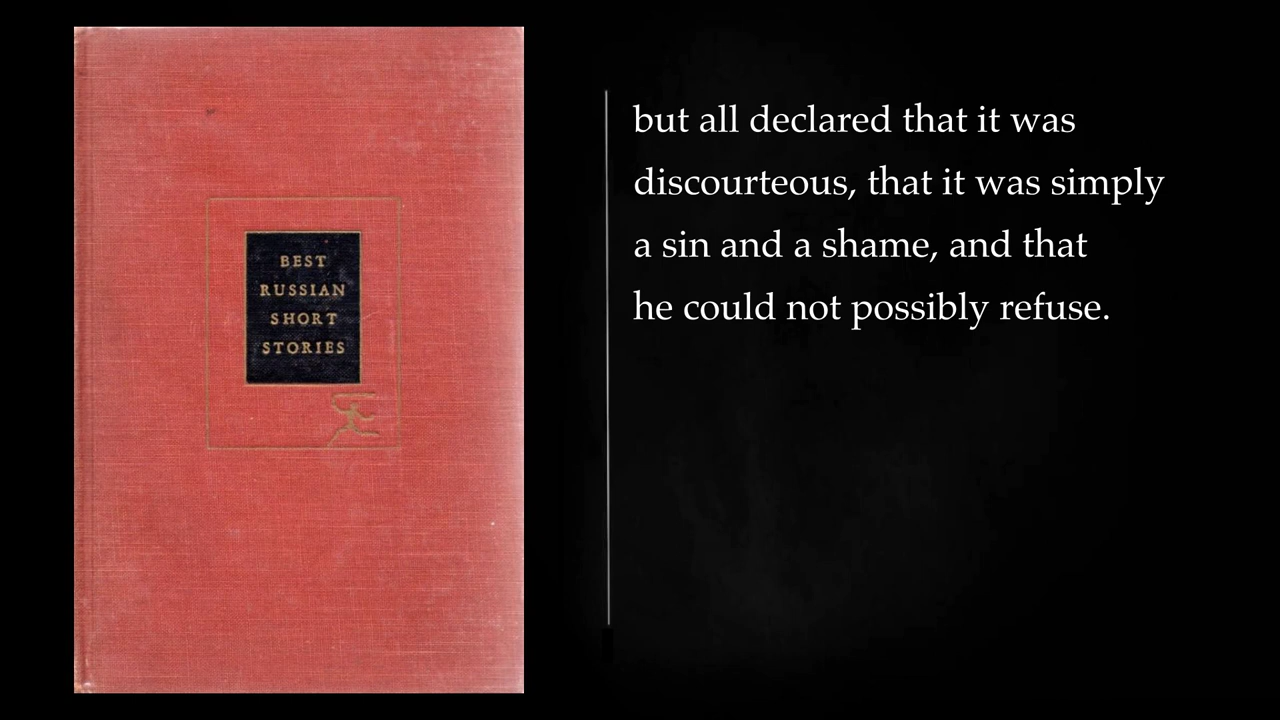 BEST
RUSSIAN
SHORT
STORIES
but all declared that it was
discourteous, that it was simply
a sin and a shame, and that
he could not possibly refuse.